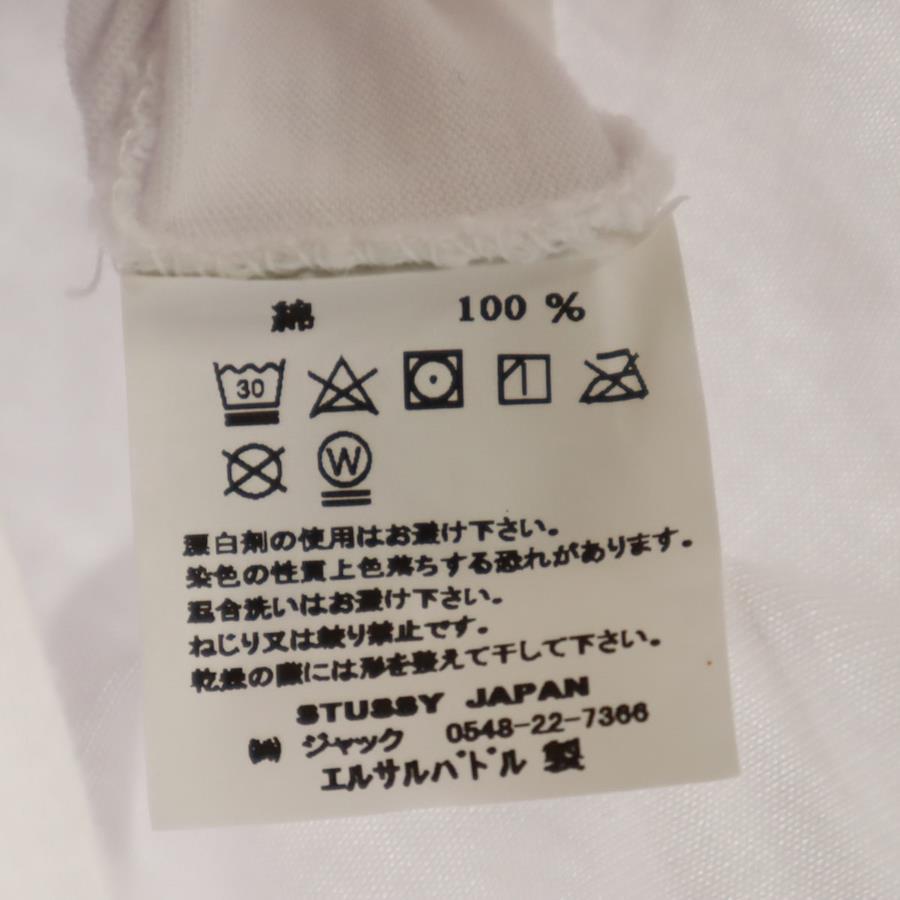 綿 100 %
30
W
漂白剤の使用はお避け下さい。
染色の性質上色落ちする恐れがあります。
混合洗いはお避け下さい。
ねじり又は絞り禁止です。
乾燥の際には形を整えて干して下さい。
STUSSY JAPAN
㈱ ジャック 0548-22-7366
エルサルバドル 製